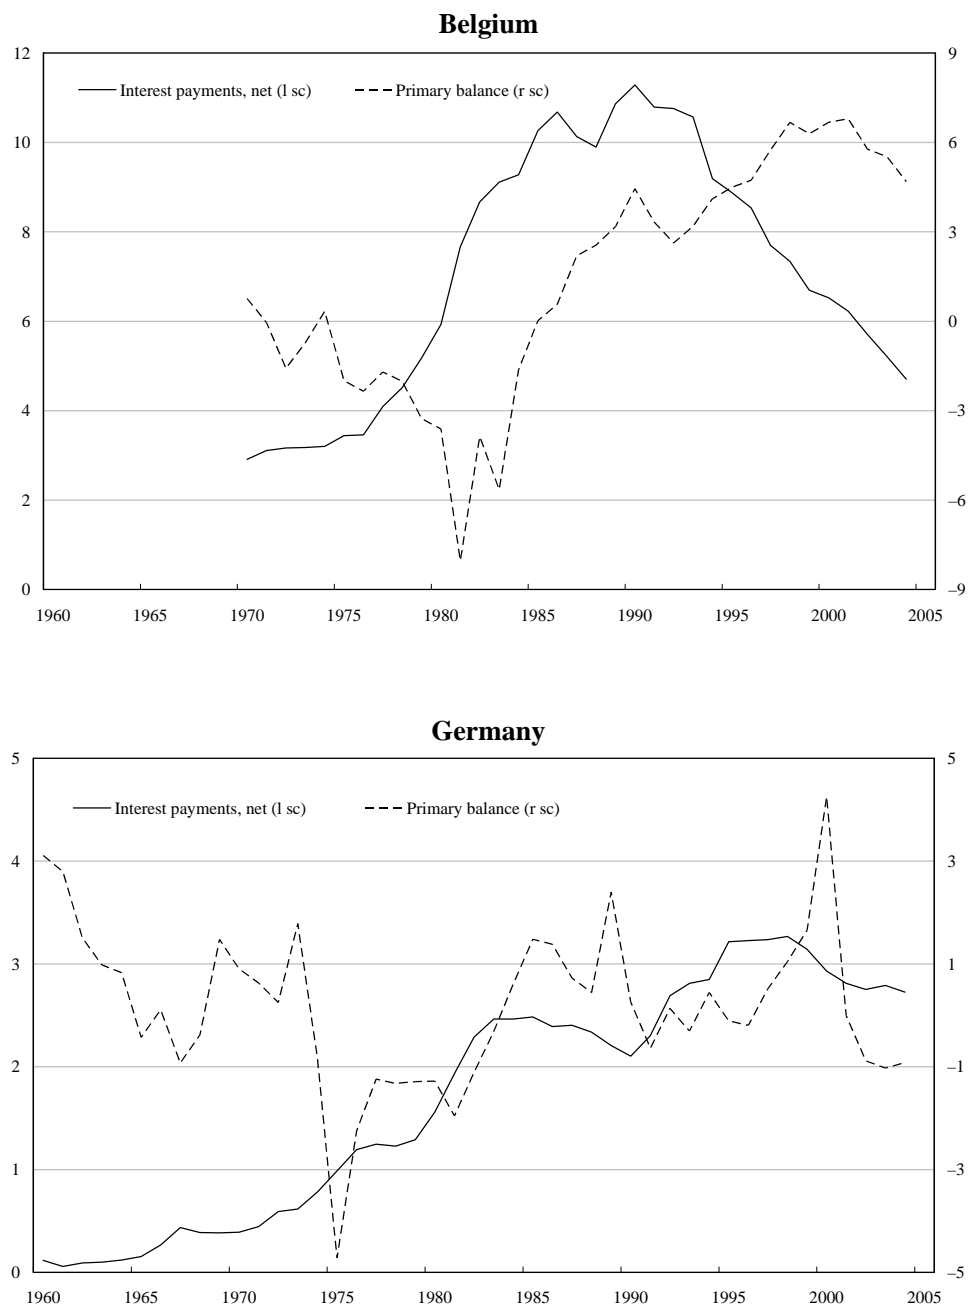 Belgium
12 9
Interest payments, net (l sc) Primary balance (r sc)
10 6
8 3
6 0
4 –3
2 –6
0 –9
1960 1965 1970 1975 1980 1985 1990 1995 2000 2005
Germany
5 5
Interest payments, net (l sc) Primary balance (r sc)
4 3
3 1
2 –1
1 –3
0 –5
1960 1965 1970 1975 1980 1985 1990 1995 2000 2005